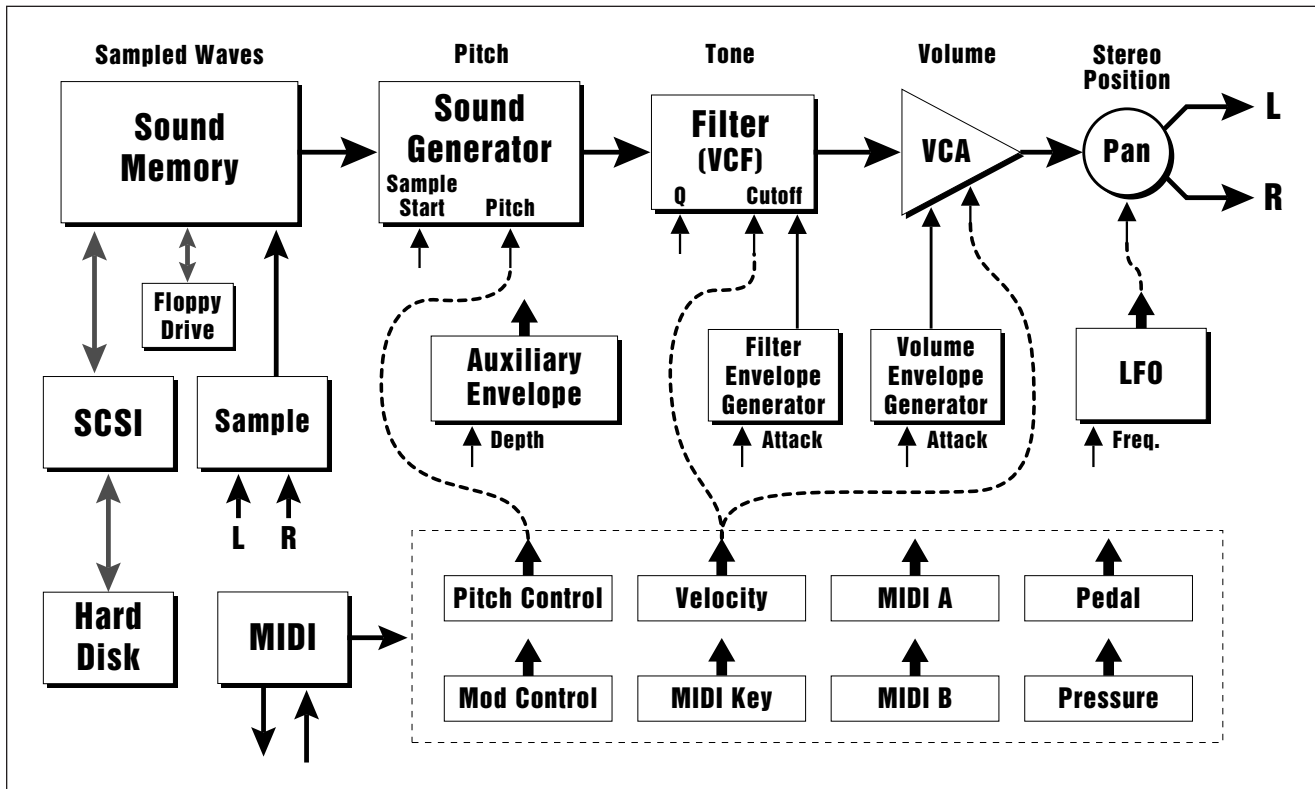 Sampled Waves
Pitch
Tone
Volume
Stereo
Position
Sound
Memory
Sound
Generator
Sample
Start
Pitch
Filter
(VCF)
Q
Cutoff
VCA
Pan
L
R
Floppy
Drive
Auxiliary
Envelope
Depth
Filter
Envelope
Generator
Attack
Volume
Envelope
Generator
Attack
LFO
Freq.
SCSI
Sample
L
R
Hard
Disk
MIDI
Pitch Control
Velocity
MIDI A
Pedal
Mod Control
MIDI Key
MIDI B
Pressure